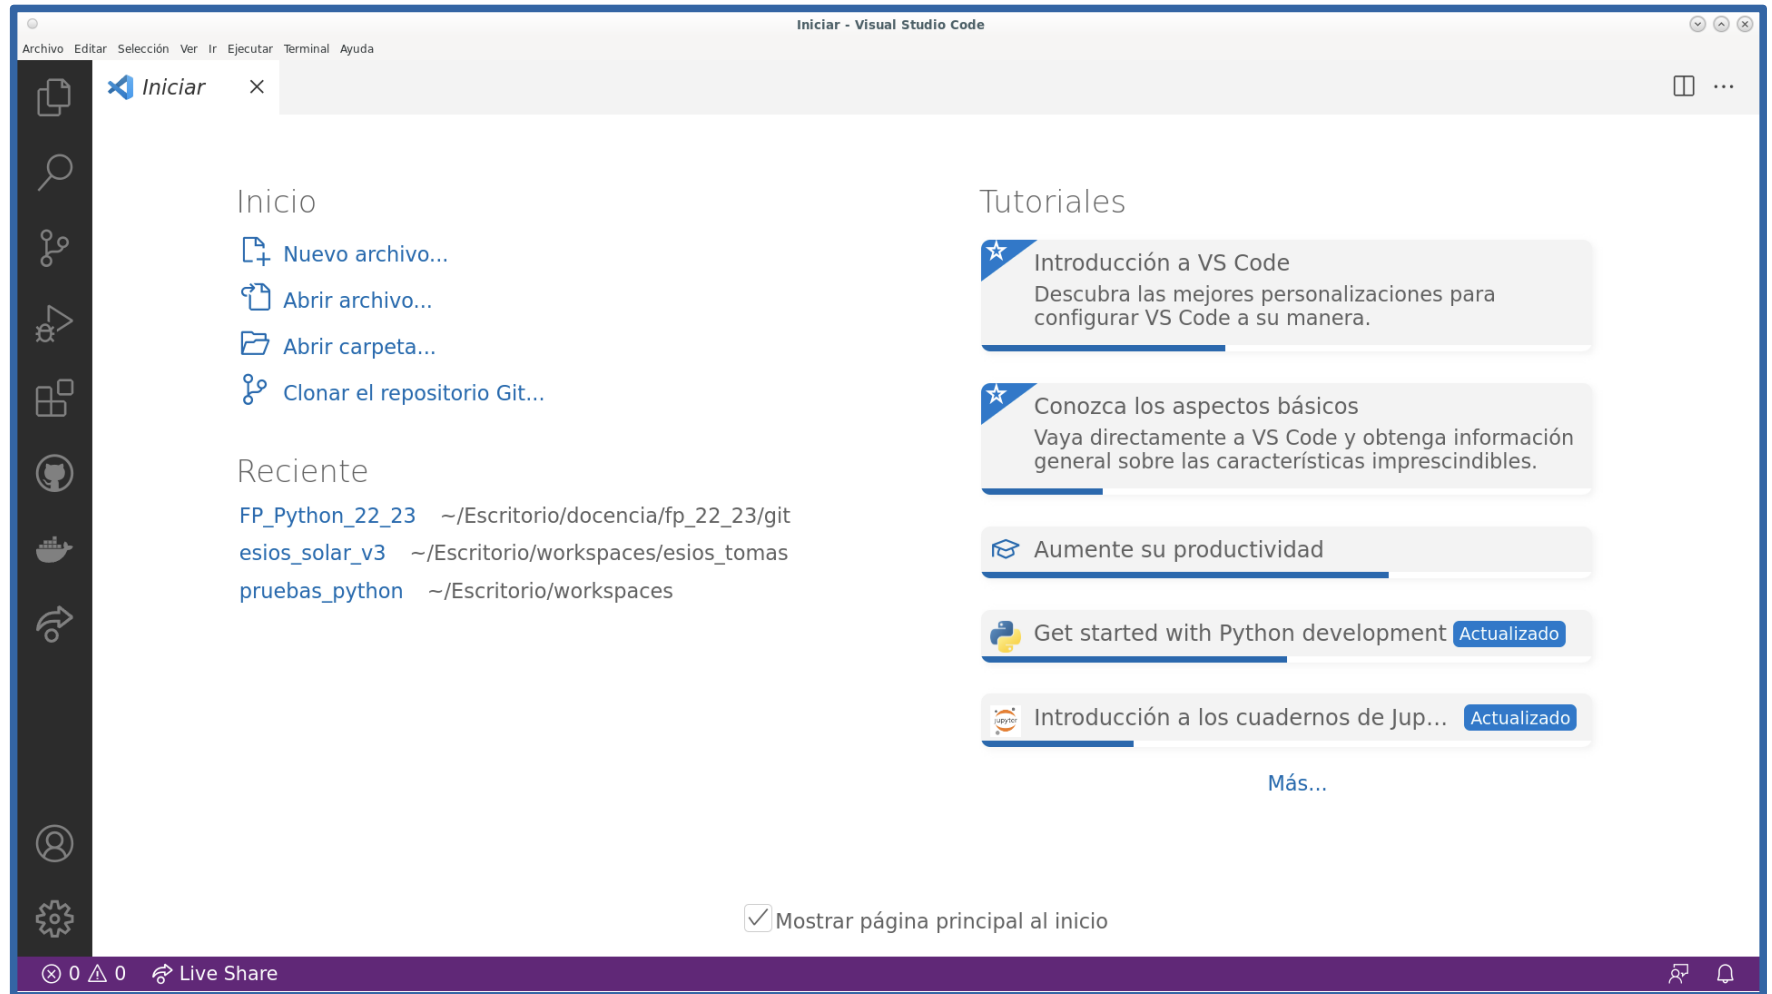 Iniciar - Visual Studio Code
Archivo Editar Selección Ver Ir Ejecutar Terminal Ayuda
Iniciar
Inicio
Nuevo archivo...
Abrir archivo...
Abrir carpeta...
Clonar el repositorio Git...
Reciente
FP_Python_22_23 ~/Escritorio/docencia/fp_22_23/git
esios_solar_v3 ~/Escritorio/workspaces/esios_tomas
pruebas_python ~/Escritorio/workspaces
Tutoriales
Introducción a VS Code
Descubra las mejores personalizaciones para
configurar VS Code a su manera.
Conozca los aspectos básicos
Vaya directamente a VS Code y obtenga información
general sobre las características imprescindibles.
Aumente su productividad
Get started with Python development Actualizado
jupyter Introducción a los cuadernos de Jup... Actualizado
Más...
Mostrar página principal al inicio
0 0 Live Share